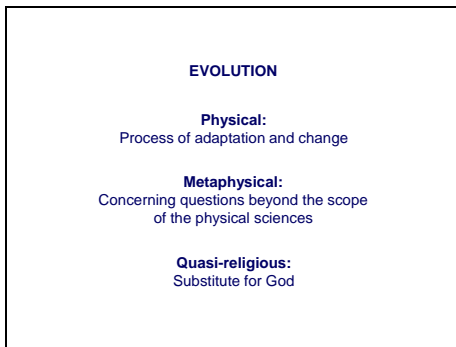 EVOLUTION
Physical:
Process of adaptation and change
Metaphysical:
Concerning questions beyond the scope
of the physical sciences
Quasi-religious:
Substitute for God